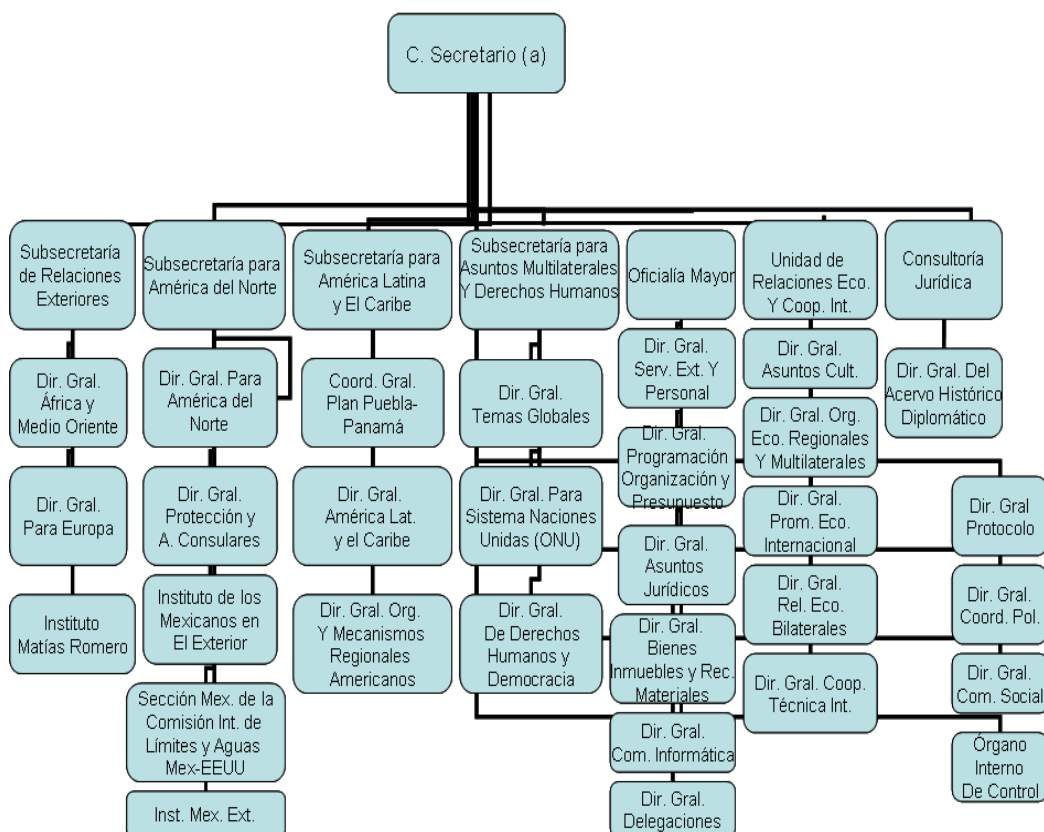 C. Secretario (a)
Subsecretaría
de Relaciones
Exteriores
Subsecretaría para
América del Norte
Subsecretaría para
América Latina
y El Caribe
Subsecretaría para
Asuntos Multilaterales
Y Derechos Humanos
Oficialía Mayor
Unidad de
Relaciones Eco.
Y Coop. Int.
Consultoría
Jurídica
Dir. Gral.
África y
Medio Oriente
Dir. Gral. Para
América del
Norte
Coord. Gral.
Plan Puebla-
Panamá
Dir. Gral.
Temas Globales
Dir. Gral.
Serv. Ext. Y
Personal
Dir. Gral.
Asuntos Cult.
Dir. Gral. Del
Acervo Histórico
Diplomático
Dir. Gral.
Programación
Organización y
Presupuesto
Dir. Gral. Org.
Eco. Regionales
Y Multilaterales
Dir. Gral.
Para Europa
Dir. Gral.
Protección y
A. Consulares
Dir. Gral.
América Lat.
y el Caribe
Dir. Gral. Para
Sistema Naciones
Unidas (ONU)
Dir. Gral.
Asuntos
Jurídicos
Dir. Gral.
Prom. Eco.
Internacional
Dir. Gral
Protocolo
Instituto
Matías Romero
Instituto de los
Mexicanos en
El Exterior
Dir. Gral. Org.
Y Mecanismos
Regionales
Americanos
Dir. Gral.
De Derechos
Humanos y
Democracia
Dir. Gral.
Bienes
Inmuebles y Rec.
Materiales
Dir. Gral.
Rel. Eco.
Bilaterales
Dir. Gral.
Coord. Pol.
Sección Mex. de la
Comisión Int. de
Límites y Aguas
Mex-EEUU
Dir. Gral. Coop.
Técnica Int.
Dir. Gral.
Com. Social
Dir. Gral.
Com. Informática
Órgano
Interno
De Control
Inst. Mex. Ext.
Dir. Gral.
Delegaciones